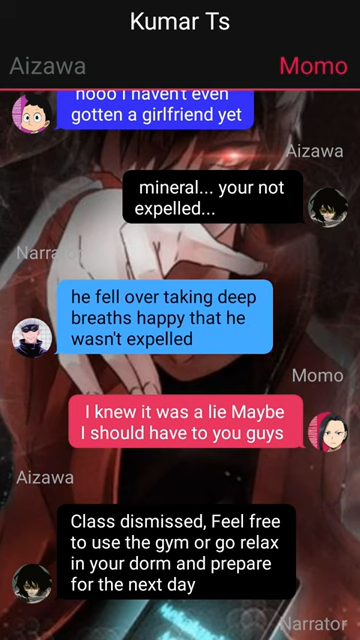 Kumar Ts
Aizawa
Momo
nooo I haven't even
gotten a girlfriend yet
Aizawa
mineral... your not
expelled...
Narrator
he fell over taking deep
breaths happy that he
wasn't expelled
Momo
I knew it was a lie Maybe
I should have to you guys
Aizawa
Class dismissed, Feel free
to use the gym or go relax
in your dorm and prepare
for the next day
Narrator